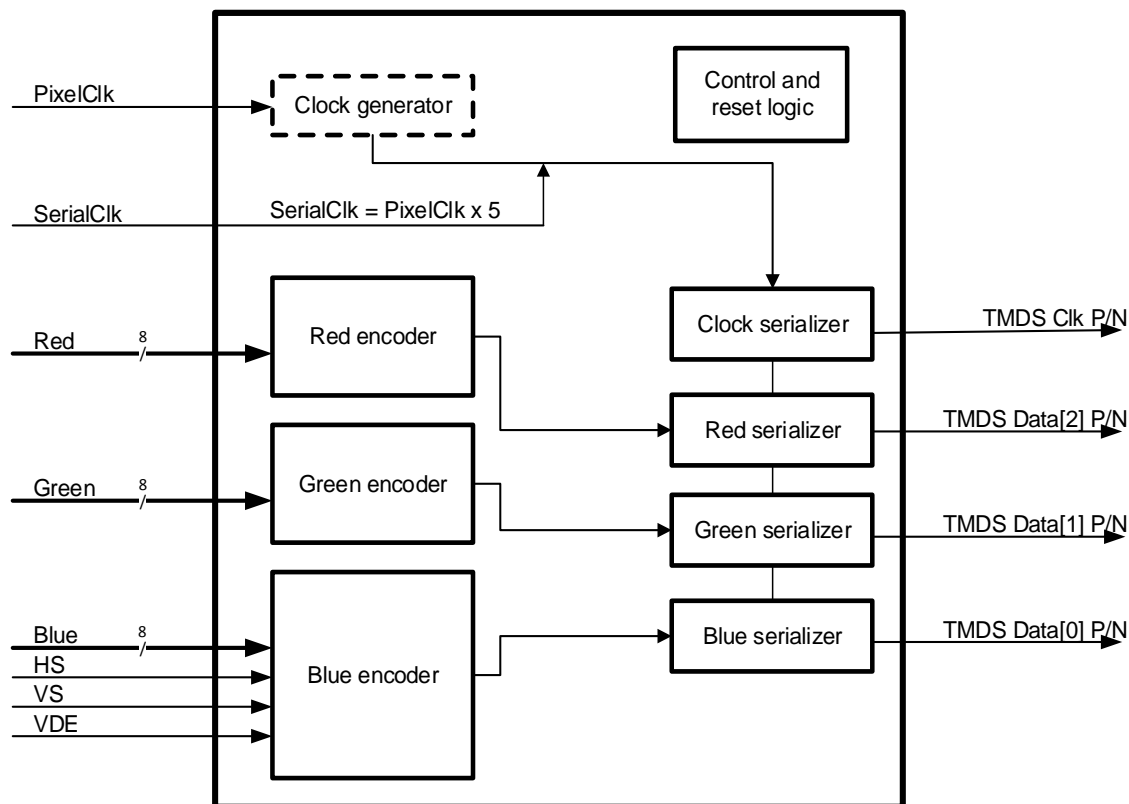 PixelClk
Clock generator
Control and
reset logic
SerialClk
SerialClk = PixelClk x 5
Red
8
/
Red encoder
Clock serializer
TMDS Clk P/N
Red serializer
TMDS Data[2] P/N
Green
8
/
Green encoder
Green serializer
TMDS Data[1] P/N
Blue
8
/
HS
VS
VDE
Blue encoder
Blue serializer
TMDS Data[0] P/N